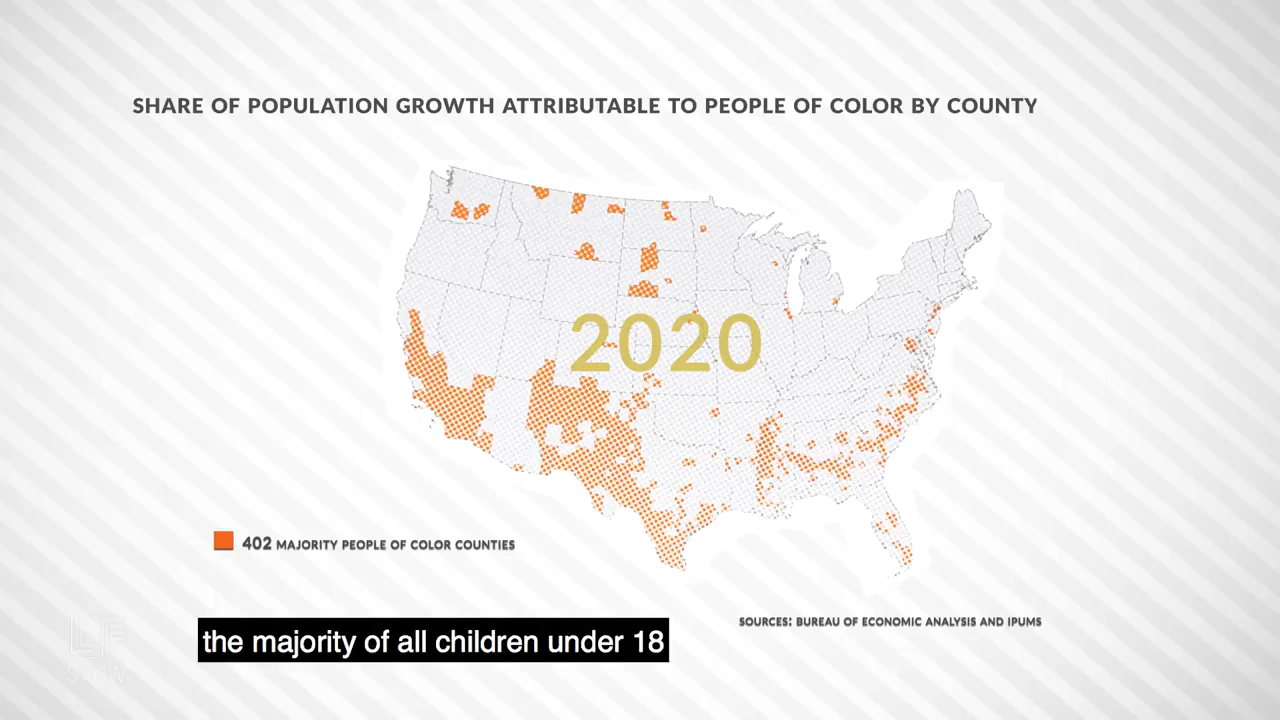 SHARE OF POPULATION GROWTH ATTRIBUTABLE TO PEOPLE OF COLOR BY COUNTY
2020
402 MAJORITY PEOPLE OF COLOR COUNTIES
SOURCES: BUREAU OF ECONOMIC ANALYSIS AND IPUMS
the majority of all children under 18
LF